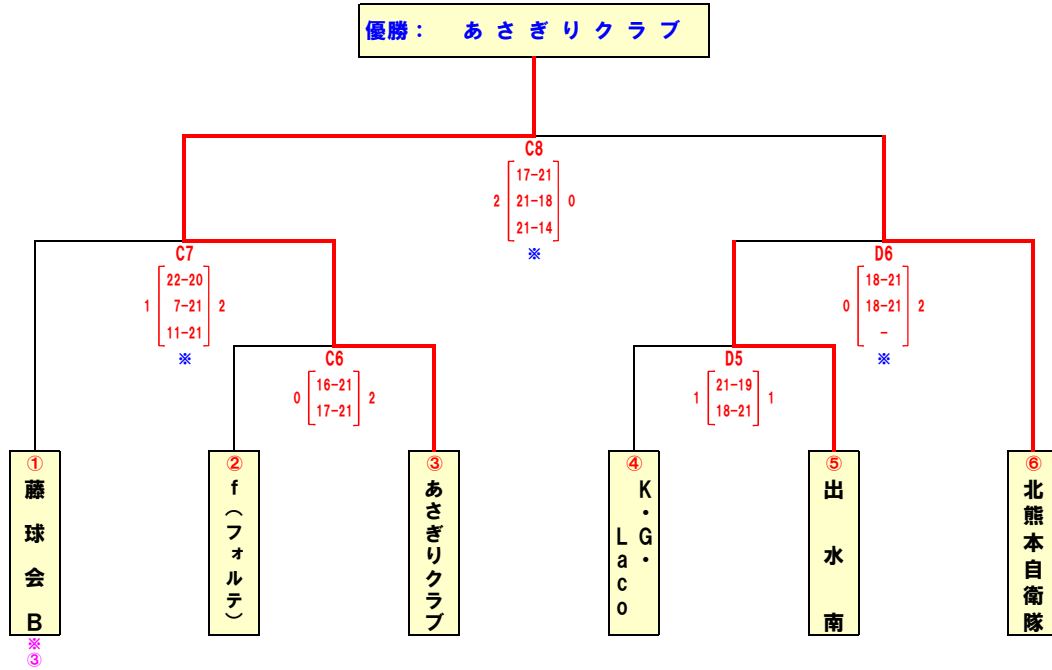 優勝： あさぎりクラブ
C8
17-21
2 21-18 0
21-14
※
C7
22-20
1 7-21 2
11-21
※
D6
18-21
0 18-21 2
-
※
C6
16-21
0 17-21 2
D5
21-19
1 18-21 1
①
藤球会B
※
③
②
f（フォルテ）
③
あさぎりクラブ
④
K・G・
Laco
⑤
出水南
⑥
北熊本自衛隊